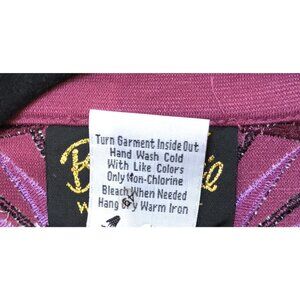 Turn Garment Inside Out
Hand Wash Cold
With Like Colors
Only Non-Chlorine
Bleach When Needed
Hang Dry Warm Iron